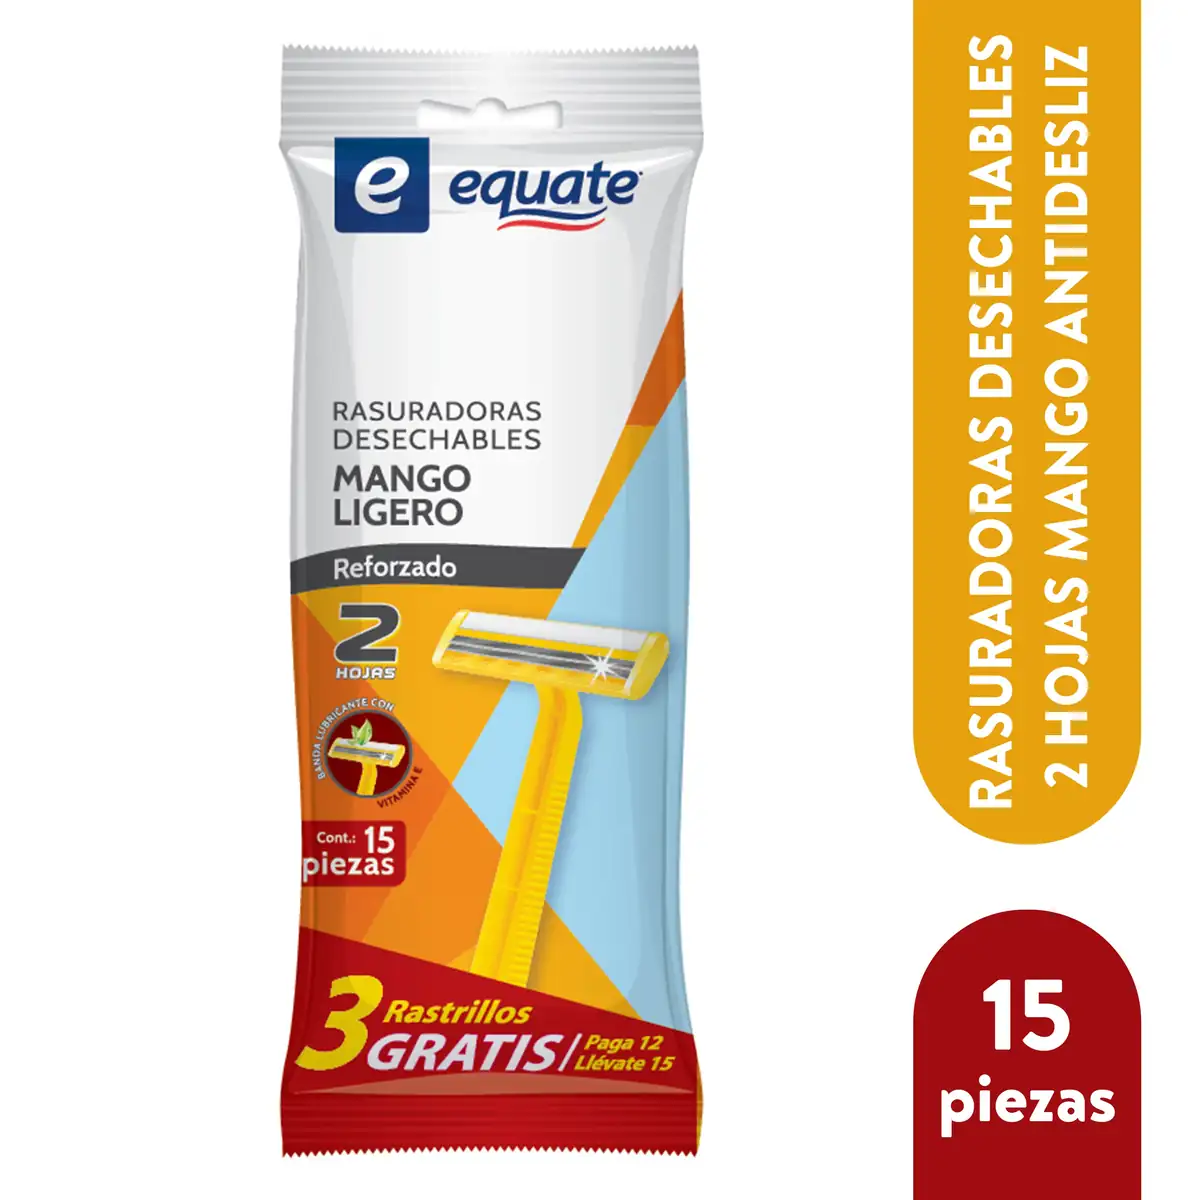 e equate
RASURADORAS
DESECHABLES
MANGO
LIGERO
Reforzado
2
HOJAS
BANDA LUBRICANTE CON
VITAMINA E
Cont.: 15
piezas
3 Rastrillos
GRATIS/
Paga 12
Llévate 15
RASURADORAS DESECHABLES
2 HOJAS MANGO ANTIDESLIZ
15
piezas